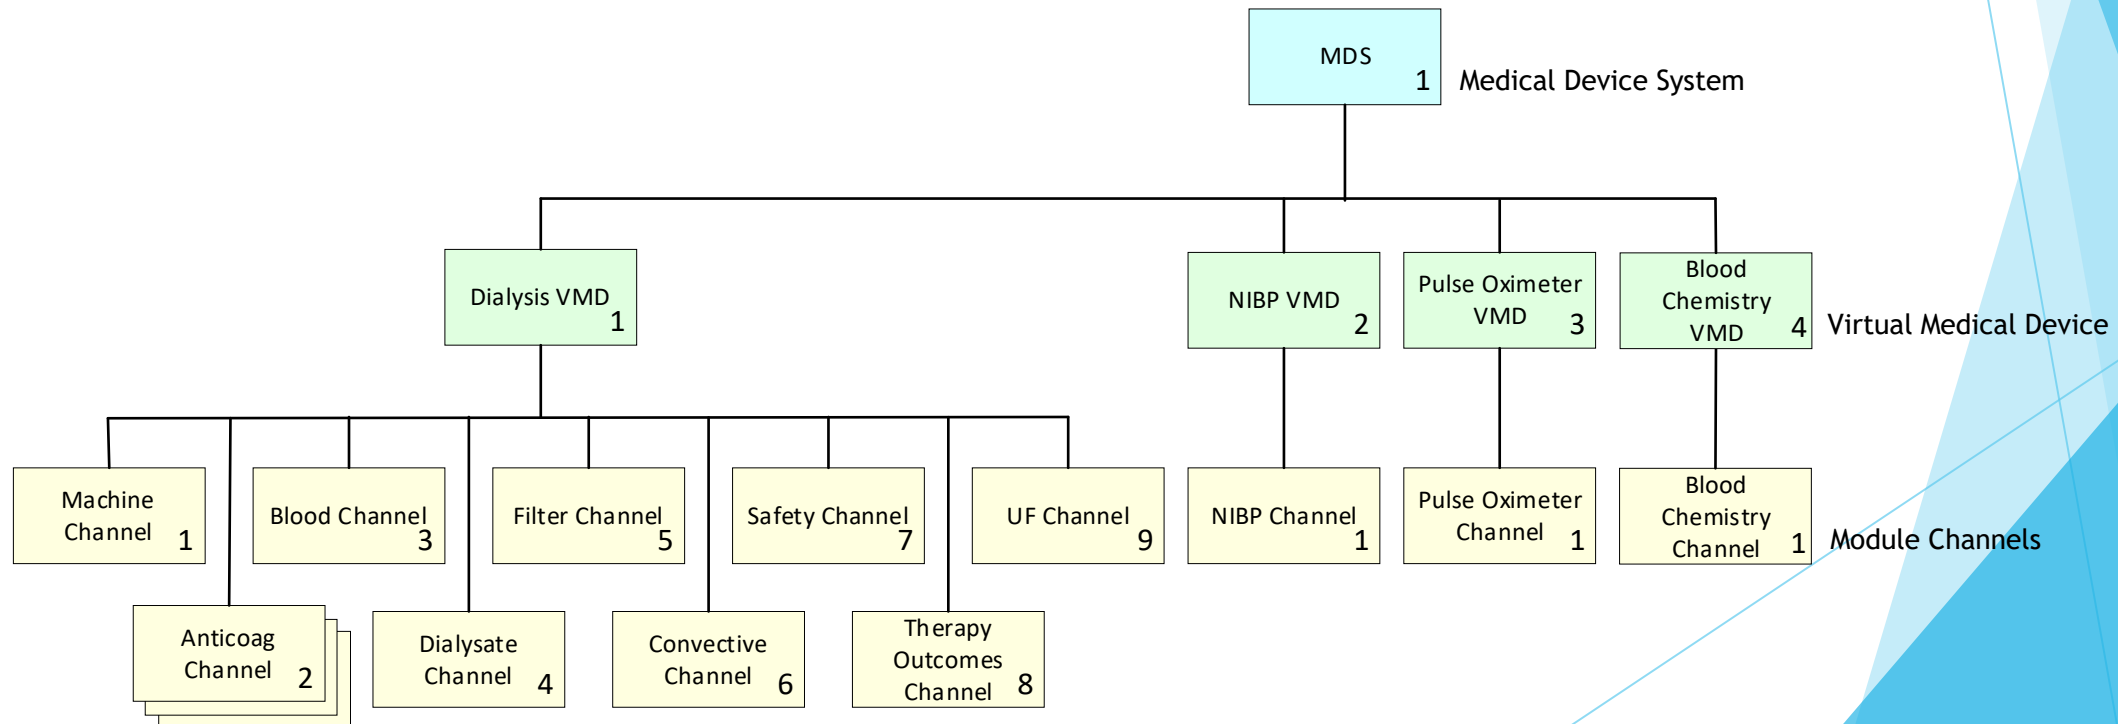 MDS
1
Medical Device System
Dialysis VMD
1
NIBP VMD
2
Pulse Oximeter
VMD
3
Blood
Chemistry
VMD
4
Virtual Medical Device
Machine
Channel
1
Blood Channel
3
Filter Channel
5
Safety Channel
7
UF Channel
9
NIBP Channel
1
Pulse Oximeter
Channel
1
Blood
Chemistry
Channel
1
Module Channels
Anticoag
Channel
2
Dialysate
Channel
4
Convective
Channel
6
Therapy
Outcomes
Channel
8